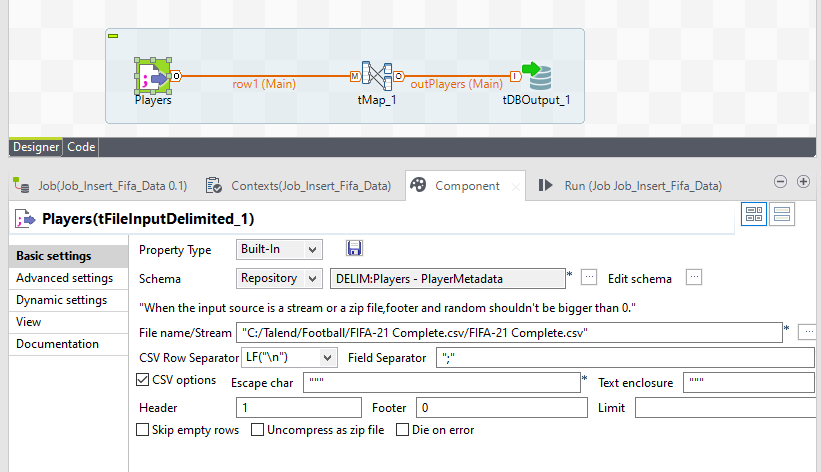 O
row1 (Main)
M
O
outPlayers (Main)
I
Players
tMap_1
tDBOutput_1
Designer
Code
Job(Job_Insert_Fifa_Data 0.1)
Contexts(Job_Insert_Fifa_Data)
Component
Run (Job Job_Insert_Fifa_Data)
Players(tFileInputDelimited_1)
Basic settings
Advanced settings
Dynamic settings
View
Documentation
Property Type
Built-In
Schema
Repository
DELIM:Players - PlayerMetadata
*
...
Edit schema
...
"When the input source is a stream or a zip file,footer and random shouldn't be bigger than 0."
File name/Stream
"C:/Talend/Football/FIFA-21 Complete.csv/FIFA-21 Complete.csv"
*
...
CSV Row Separator
LF("\n")
Field Separator
";"
CSV options
Escape char
"""
*
Text enclosure
"""
Header
1
Footer
0
Limit
Skip empty rows
Uncompress as zip file
Die on error